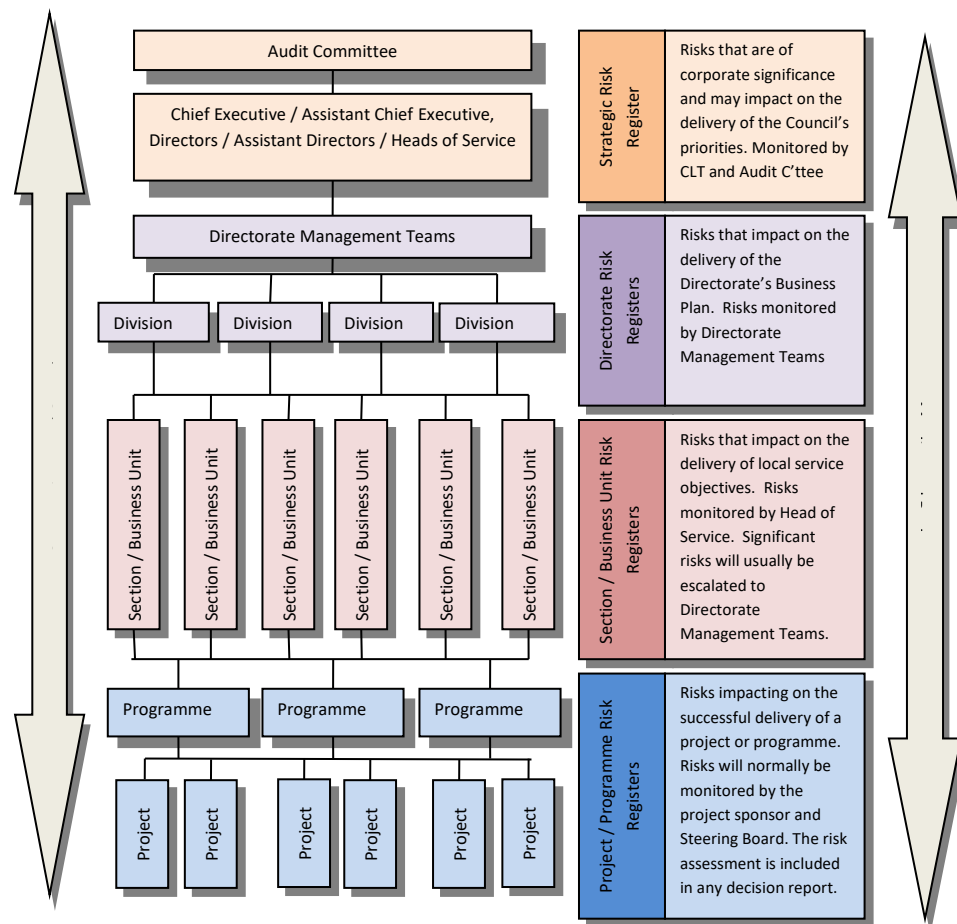 Audit Committee
Chief Executive / Assistant Chief Executive,
Directors / Assistant Directors / Heads of Service
Strategic Risk
Register
Risks that are of
corporate significance
and may impact on the
delivery of the Council’s
priorities. Monitored by
CLT and Audit C’ttee
Directorate Management Teams
Division
Division
Division
Division
Directorate Risk
Registers
Risks that impact on the
delivery of the
Directorate’s Business
Plan.  Risks monitored
by Directorate
Management Teams
Section / Business Unit
Section / Business Unit
Section / Business Unit
Section / Business Unit
Section / Business Unit
Section / Business Unit
Section / Business Unit Risk
Registers
Risks that impact on the
delivery of local service
objectives.  Risks
monitored by Head of
Service.  Significant
risks will usually be
escalated to
Directorate
Management Teams.
Programme
Programme
Programme
Project
Project
Project
Project
Project
Project
Project / Programme Risk
Registers
Risks impacting on the
successful delivery of a
project or programme.
Risks will normally be
monitored by the
project sponsor and
Steering Board. The risk
assessment is included
in any decision report.